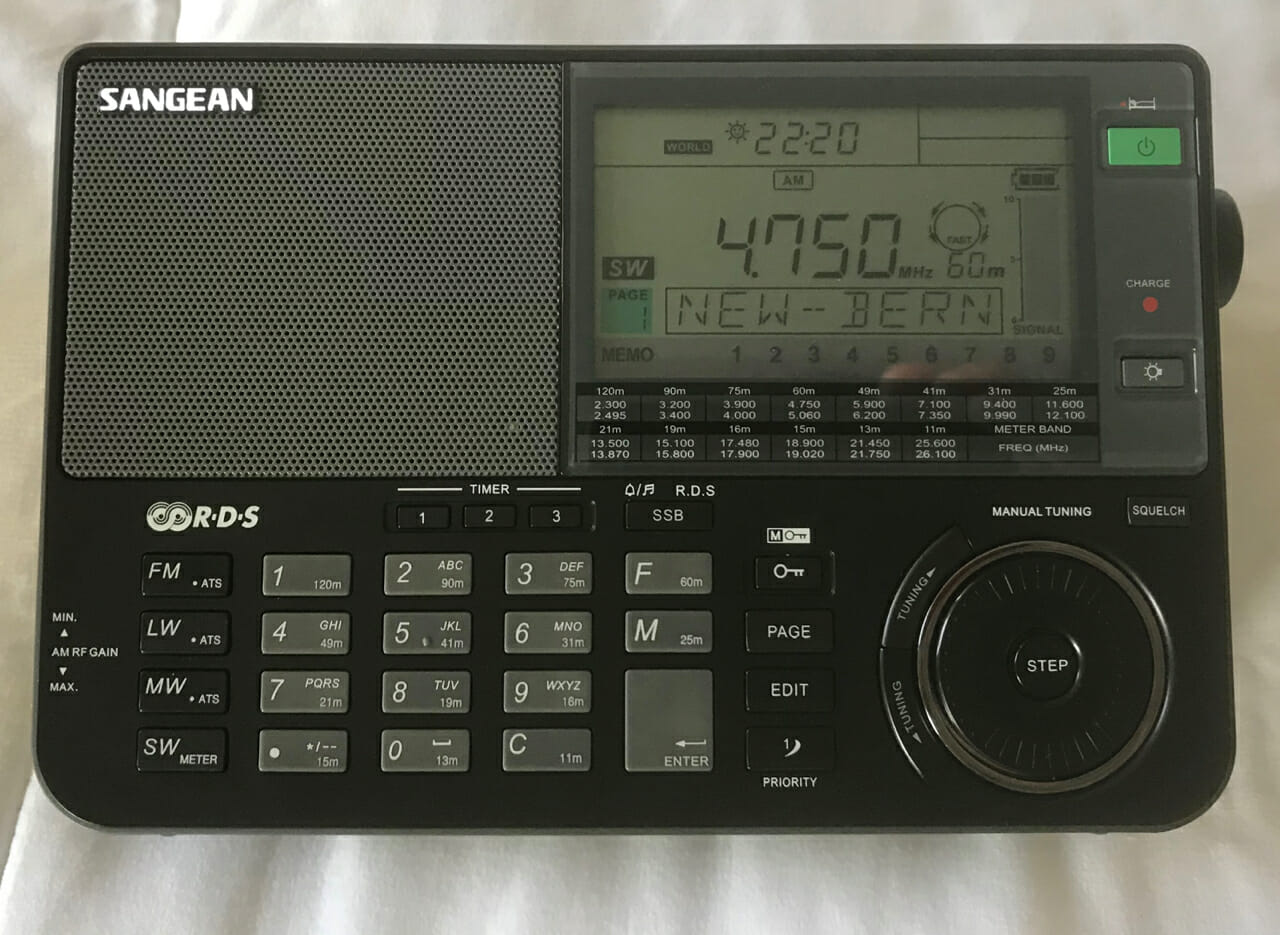 SANGEAN
WORLD 22:20
AM
4.750 MHz 60m
FAST
SW
PAGE 1
NEW--BERN
10
5
0
SIGNAL
MEMO 1 2 3 4 5 6 7 8 9
120m 90m 75m 60m 49m 41m 31m 25m
2.300 3.200 3.900 4.750 5.900 7.100 9.400 11.600
2.495 3.400 4.000 5.060 6.200 7.350 9.990 12.100
21m 19m 16m 15m 13m 11m METER BAND
13.500 15.100 17.480 18.900 21.450 25.600 FREQ (MHz)
13.870 15.800 17.900 19.020 21.750 26.100
CHARGE
TIMER
1 2 3
R.D.S
SSB
R·D·S
MANUAL TUNING
SQUELCH
M
FM • ATS 1 120m 2 ABC 90m 3 DEF 75m F 60m
LW • ATS 4 GHI 49m 5 JKL 41m 6 MNO 31m M 25m PAGE
MW • ATS 7 PQRS 21m 8 TUV 19m 9 WXYZ 16m EDIT
SW METER • */-- 15m 0 13m C 11m ENTER 1
PRIORITY
MIN.
▲
AM RF GAIN
▼
MAX.
TUNING ►
◄ TUNING
STEP